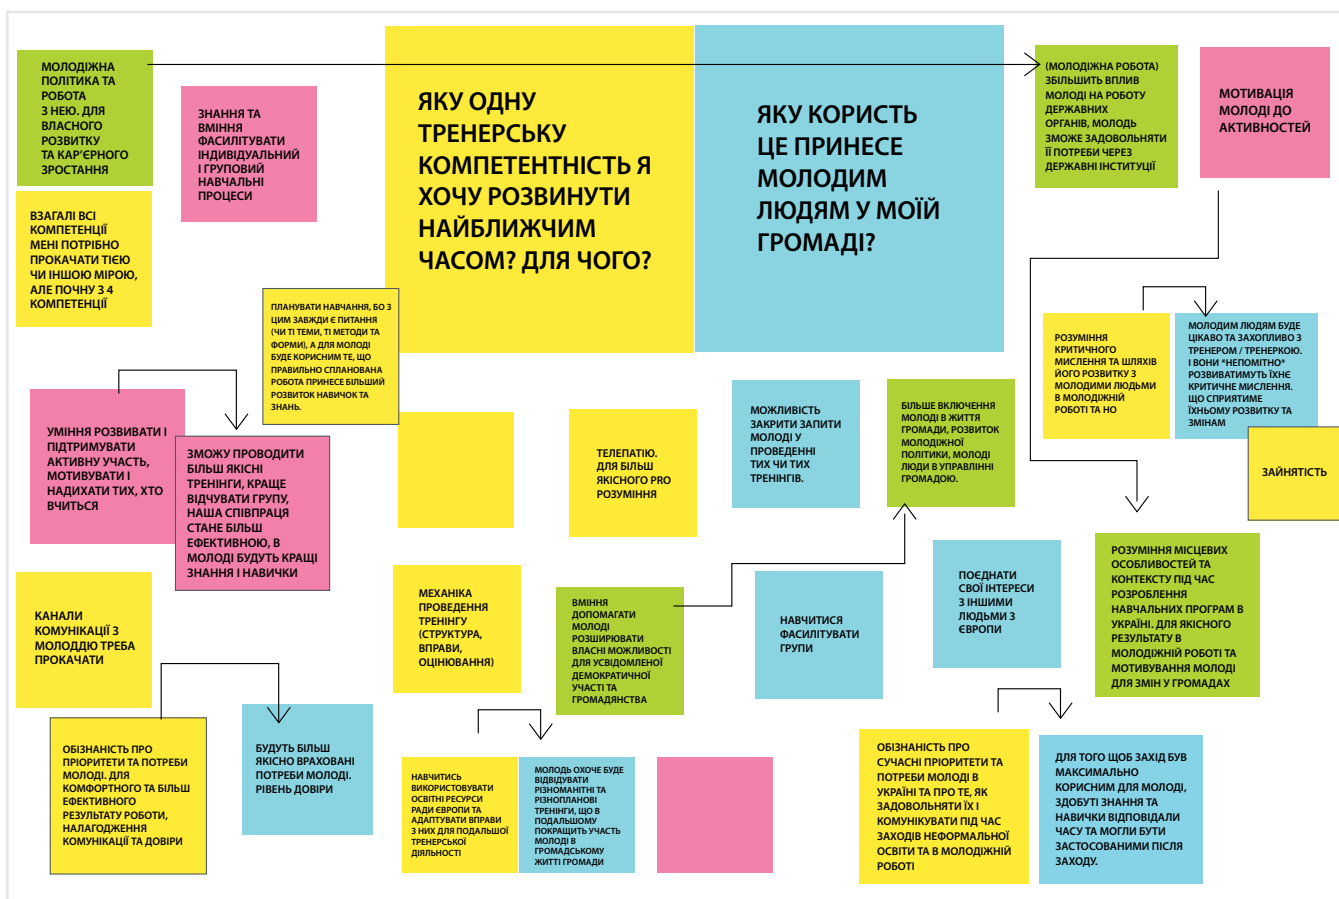 МОЛОДІЖНА
ПОЛІТИКА ТА
РОБОТА
З НЕЮ. ДЛЯ
ВЛАСНОГО
РОЗВИТКУ
ТА КАР’ЄРНОГО
ЗРОСТАННЯ
ЗНАННЯ ТА
ВМІННЯ
ФАСИЛІТУВАТИ
ІНДИВІДУАЛЬНИЙ
І ГРУПОВИЙ
НАВЧАЛЬНІ
ПРОЦЕСИ
ЯКУ ОДНУ
ТРЕНЕРСЬКУ
КОМПЕТЕНТНІСТЬ Я
ХОЧУ РОЗВИНУТИ
НАЙБЛИЖЧИМ
ЧАСОМ? ДЛЯ ЧОГО?
ЯКУ КОРИСТЬ
ЦЕ ПРИНЕСЕ
МОЛОДИМ
ЛЮДЯМ У МОЇЙ
ГРОМАДІ?
(МОЛОДІЖНА РОБОТА)
ЗБІЛЬШИТЬ ВПЛИВ
МОЛОДІ НА РОБОТУ
ДЕРЖАВНИХ
ОРГАНІВ, МОЛОДЬ
ЗМОЖЕ ЗАДОВОЛЬНЯТИ
ЇЇ ПОТРЕБИ ЧЕРЕЗ
ДЕРЖАВНІ ІНСТИТУЦІЇ
МОТИВАЦІЯ
МОЛОДІ ДО
АКТИВНОСТЕЙ
ВЗАГАЛІ ВСІ
КОМПЕТЕНЦІЇ
МЕНІ ПОТРІБНО
ПРОКАЧАТИ ТІЄЮ
ЧИ ІНШОЮ МІРОЮ,
АЛЕ ПОЧНУ З 4
КОМПЕТЕНЦІЇ
ПЛАНУВАТИ НАВЧАННЯ, БО З
ЦИМ ЗАВЖДИ Є ПИТАННЯ
(ЧИ ТІ ТЕМИ, ТІ МЕТОДИ ТА
ФОРМИ), А ДЛЯ МОЛОДІ
БУДЕ КОРИСНИМ ТЕ, ЩО
ПРАВИЛЬНО СПЛАНОВАНА
РОБОТА ПРИНЕСЕ БІЛЬШИЙ
РОЗВИТОК НАВИЧОК ТА
ЗНАНЬ.
РОЗУМІННЯ
КРИТИЧНОГО
МИСЛЕННЯ ТА ШЛЯХІВ
ЙОГО РОЗВИТКУ З
МОЛОДИМИ ЛЮДЬМИ
В МОЛОДІЖНІЙ
РОБОТІ ТА НО
МОЛОДИМ ЛЮДЯМ БУДЕ
ЦІКАВО ТА ЗАХОПЛИВО З
ТРЕНЕРОМ / ТРЕНЕРКОЮ.
І ВОНИ *НЕПОМІТНО*
РОЗВИВАТИМУТЬ ЇХНЄ
КРИТИЧНЕ МИСЛЕННЯ.
ЩО СПРИЯТИМЕ
ЇХНЬОМУ РОЗВИТКУ ТА
ЗМІНАМ
УМІННЯ РОЗВИВАТИ І
ПІДТРИМУВАТИ
АКТИВНУ УЧАСТЬ,
МОТИВУВАТИ І
НАДИХАТИ ТИХ, ХТО
ВЧИТЬСЯ
ЗМОЖУ ПРОВОДИТИ
БІЛЬШ ЯКІСНІ
ТРЕНІНГИ, КРАЩЕ
ВІДЧУВАТИ ГРУПУ,
НАША СПІВПРАЦЯ
СТАНЕ БІЛЬШ
ЕФЕКТИВНОЮ, В
МОЛОДІ БУДУТЬ КРАЩІ
ЗНАННЯ І НАВИЧКИ
ТЕЛЕПАТІЮ.
ДЛЯ БІЛЬШ
ЯКІСНОГО PRO
РОЗУМІННЯ
МОЖЛИВІСТЬ
ЗАКРИТИ ЗАПИТИ
МОЛОДІ У
ПРОВЕДЕННІ
ТИХ ЧИ ТИХ
ТРЕНІНГІВ.
БІЛЬШЕ ВКЛЮЧЕННЯ
МОЛОДІ В ЖИТТЯ
ГРОМАДИ, РОЗВИТОК
МОЛОДІЖНОЇ
ПОЛІТИКИ, МОЛОДІ
ЛЮДИ В УПРАВЛІННІ
ГРОМАДОЮ.
ЗАЙНЯТІСТЬ
КАНАЛИ
КОМУНІКАЦІЇ З
МОЛОДДЮ ТРЕБА
ПРОКАЧАТИ
МЕХАНІКА
ПРОВЕДЕННЯ
ТРЕНІНГУ
(СТРУКТУРА,
ВПРАВИ,
ОЦІНЮВАННЯ)
ВМІННЯ
ДОПОМАГАТИ
МОЛОДІ
РОЗШИРЮВАТИ
ВЛАСНІ МОЖЛИВОСТІ
ДЛЯ УСВІДОМЛЕНОЇ
ДЕМОКРАТИЧНОЇ
УЧАСТІ ТА
ГРОМАДЯНСТВА
НАВЧИТИСЯ
ФАСИЛІТУВАТИ
ГРУПИ
ПОЄДНАТИ
СВОЇ ІНТЕРЕСИ
З ІНШИМИ
ЛЮДЬМИ З
ЄВРОПИ
РОЗУМІННЯ МІСЦЕВИХ
ОСОБЛИВОСТЕЙ ТА
КОНТЕКСТУ ПІД ЧАС
РОЗРОБЛЕННЯ
НАВЧАЛЬНИХ ПРОГРАМ В
УКРАЇНІ. ДЛЯ ЯКІСНОГО
РЕЗУЛЬТАТУ В
МОЛОДІЖНІЙ РОБОТІ ТА
МОТИВУВАННЯ МОЛОДІ
ДЛЯ ЗМІН У ГРОМАДАХ
ОБІЗНАНІСТЬ ПРО
ПРІОРИТЕТИ ТА ПОТРЕБИ
МОЛОДІ. ДЛЯ
КОМФОРТНОГО ТА БІЛЬШ
ЕФЕКТИВНОГО
РЕЗУЛЬТАТУ РОБОТИ,
НАЛАГОДЖЕННЯ
КОМУНІКАЦІЇ ТА ДОВІРИ
БУДУТЬ БІЛЬШ
ЯКІСНО ВРАХОВАНІ
ПОТРЕБИ МОЛОДІ.
РІВЕНЬ ДОВІРИ
НАВЧИТИСЬ
ВИКОРИСТОВУВАТИ
ОСВІТНІ РЕСУРСИ
РАДИ ЄВРОПИ ТА
АДАПТУВАТИ ВПРАВИ
З НИХ ДЛЯ ПОДАЛЬШОЇ
ТРЕНЕРСЬКОЇ
ДІЯЛЬНОСТІ
МОЛОДЬ ОХОЧЕ БУДЕ
ВІДВІДУВАТИ
РІЗНОМАНІТНІ ТА
РІЗНОПЛАНОВІ
ТРЕНІНГИ, ЩО В
ПОДАЛЬШОМУ
ПОКРАЩИТЬ УЧАСТЬ
МОЛОДІ В
ГРОМАДСЬКОМУ
ЖИТТІ ГРОМАДИ
ОБІЗНАНІСТЬ ПРО
СУЧАСНІ ПРІОРИТЕТИ ТА
ПОТРЕБИ МОЛОДІ В
УКРАЇНІ ТА ПРО ТЕ, ЯК
ЗАДОВОЛЬНЯТИ ЇХ І
КОМУНІКУВАТИ ПІД ЧАС
ЗАХОДІВ НЕФОРМАЛЬНОЇ
ОСВІТИ ТА В МОЛОДІЖНІЙ
РОБОТІ
ДЛЯ ТОГО ЩОБ ЗАХІД БУВ
МАКСИМАЛЬНО
КОРИСНИМ ДЛЯ МОЛОДІ,
ЗДОБУТІ ЗНАННЯ ТА
НАВИЧКИ ВІДПОВІДАЛИ
ЧАСУ ТА МОГЛИ БУТИ
ЗАСТОСОВАНИМИ ПІСЛЯ
ЗАХОДУ.